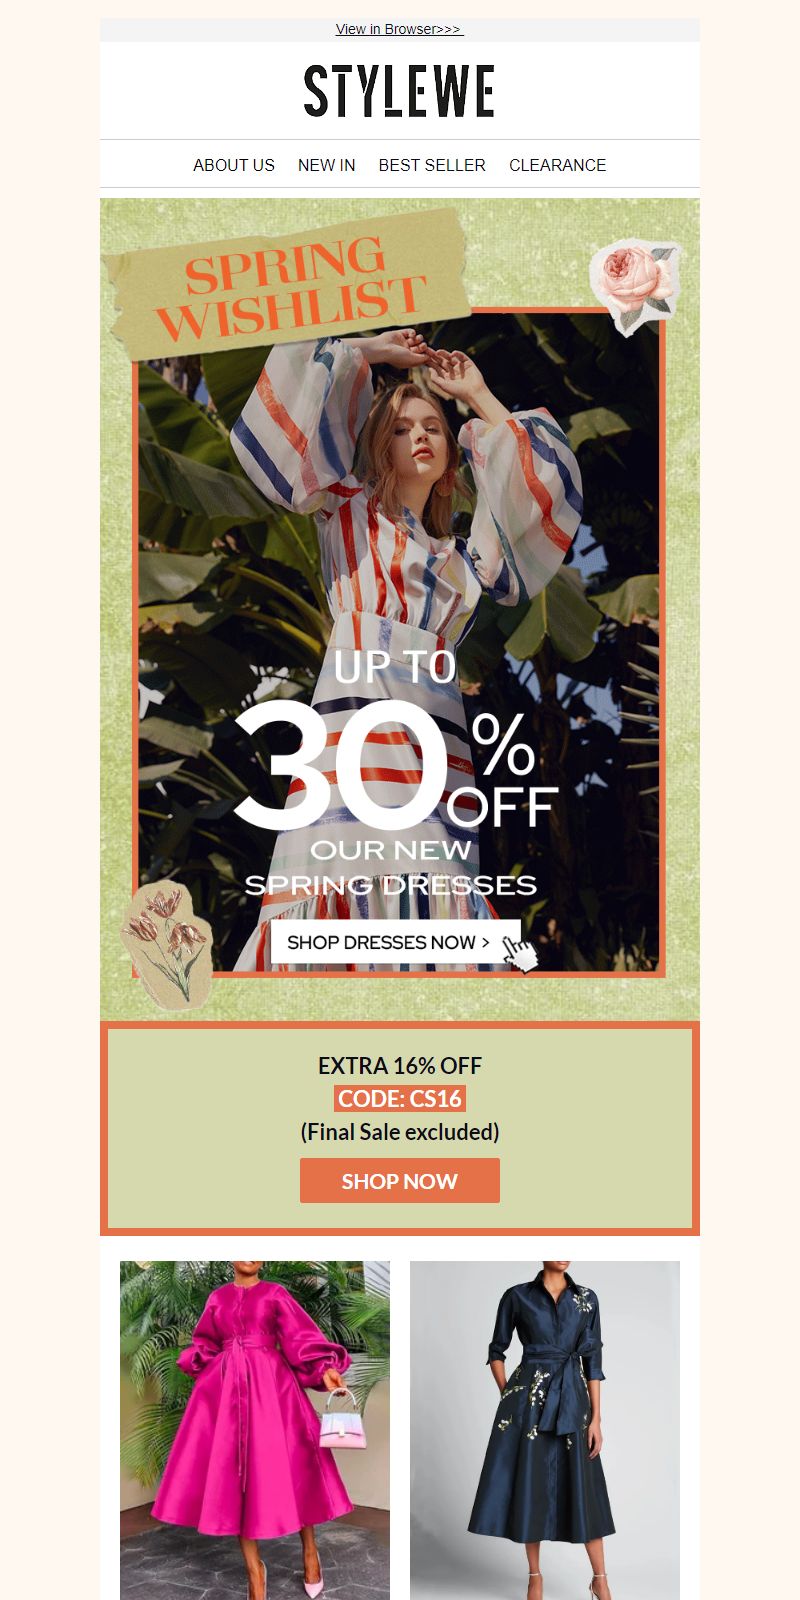 View in Browser>>>
STYLEWE
ABOUT US NEW IN BEST SELLER CLEARANCE
SPRING
WISHLIST
UP TO
30%
OFF
OUR NEW
SPRING DRESSES
SHOP DRESSES NOW >
EXTRA 16% OFF
CODE: CS16
(Final Sale excluded)
SHOP NOW